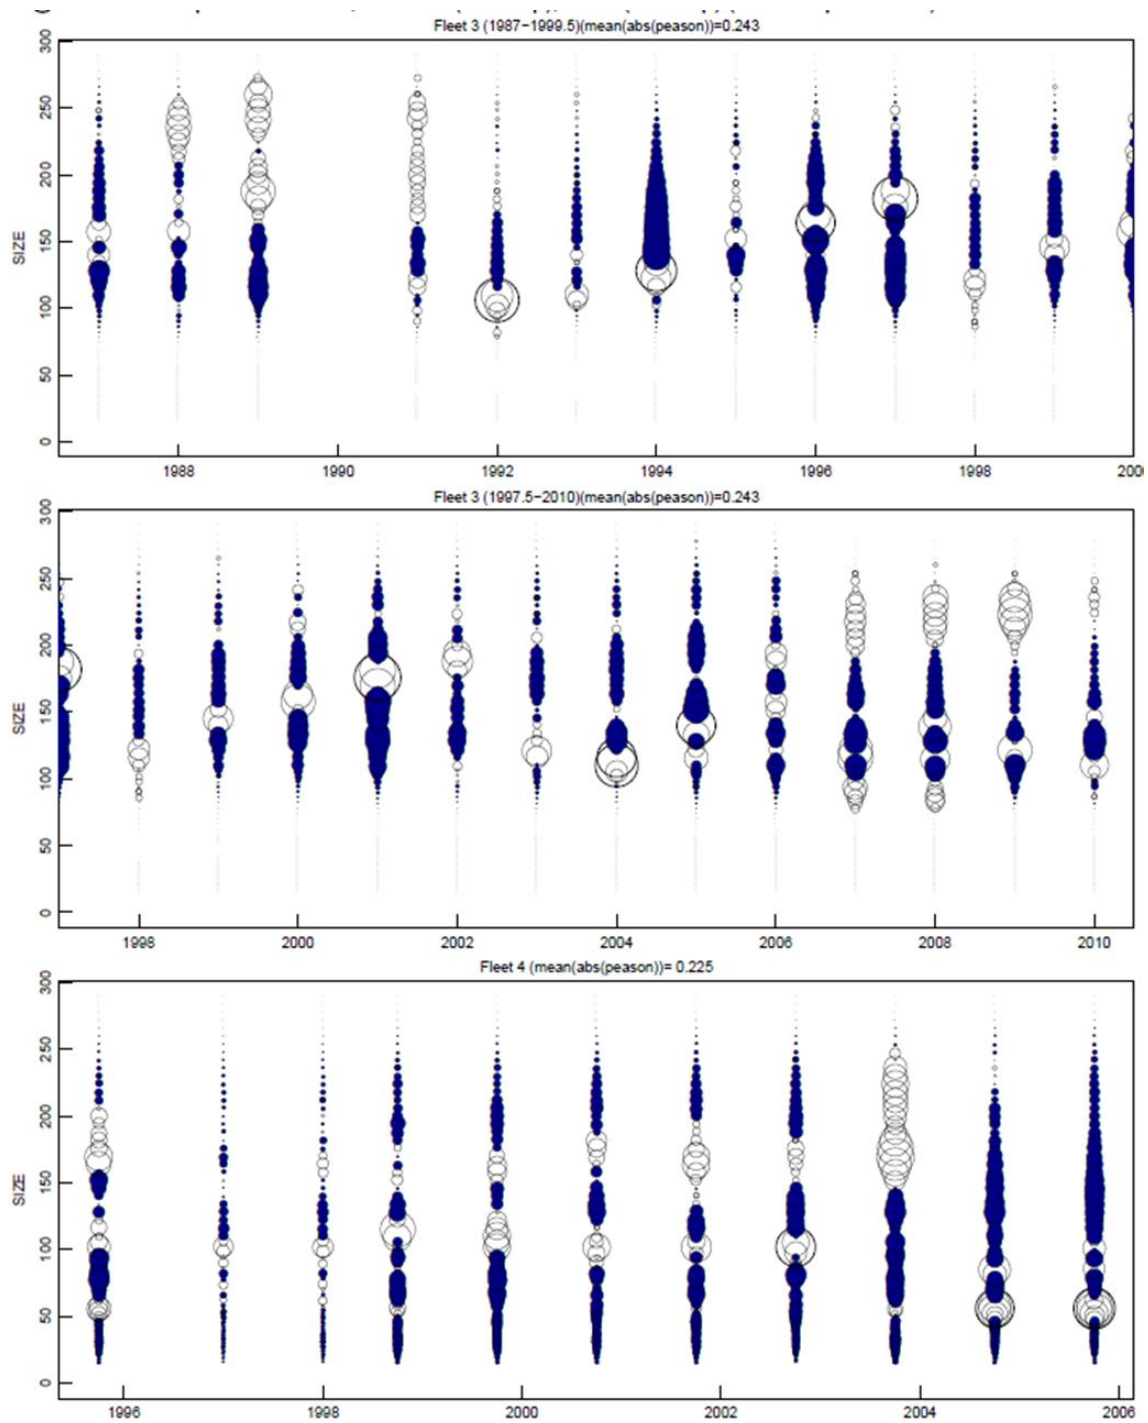 Fleet 3 (1987−1999.5)(mean(abs(peason))=0.243
300
250
200
150
100
50
0
SIZE
1988 1990 1992 1994 1996 1998 200
Fleet 3 (1997.5−2010)(mean(abs(peason))=0.243
300
250
200
150
100
50
0
SIZE
1998 2000 2002 2004 2006 2008 2010
Fleet 4 (mean(abs(peason))= 0.225
300
250
200
150
100
50
0
SIZE
1996 1998 2000 2002 2004 2006